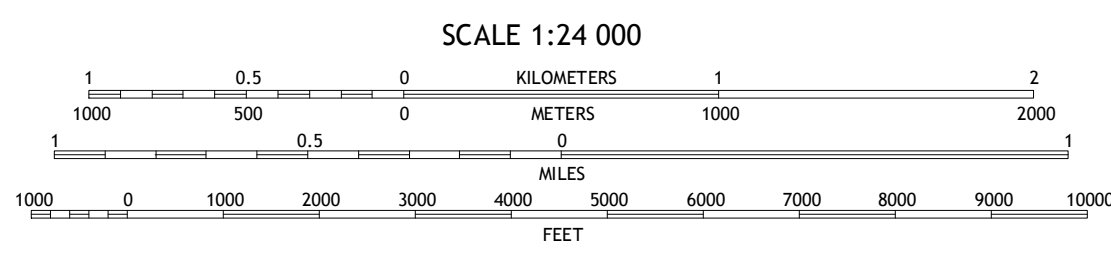 SCALE 1:24 000
1 0.5 0 KILOMETERS 1 2
1000 500 0 METERS 1000 2000
1 0.5 0 1
MILES
1000 0 1000 2000 3000 4000 5000 6000 7000 8000 9000 10000
FEET